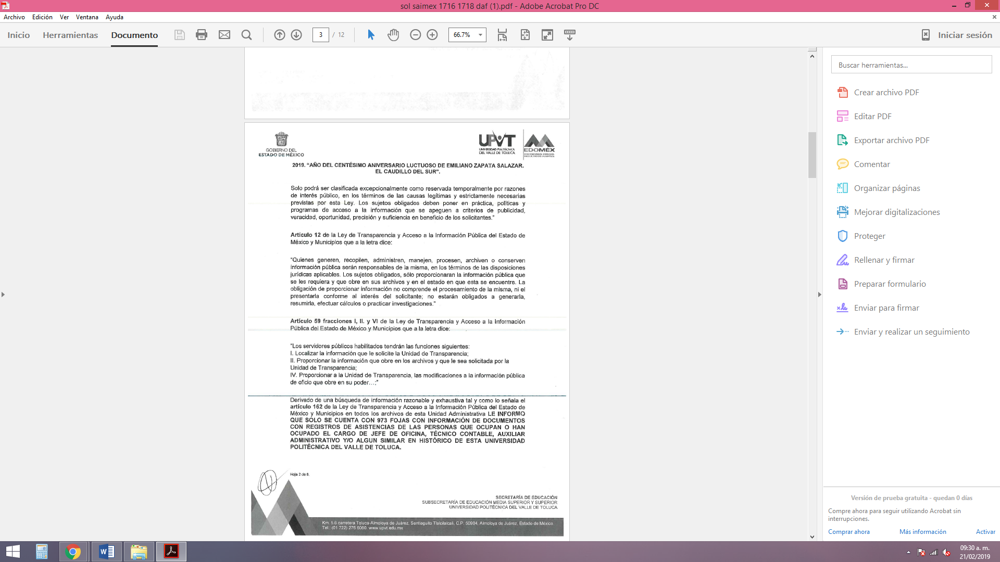 sol saimex 1716 1718 daf (1).pdf - Adobe Acrobat Pro DC
Archivo Edición Ver Ventana Ayuda
Inicio Herramientas Documento 3 / 12 66.7% Iniciar sesión
GOBIERNO DEL
ESTADO DE MÉXICO
UPVT
UNIVERSIDAD POLITÉCNICA
DEL VALLE DE TOLUCA
EDOMÉX
DECISIONES FIRMES,
RESULTADOS FUERTES.
2019. “AÑO DEL CENTÉSIMO ANIVERSARIO LUCTUOSO DE EMILIANO ZAPATA SALAZAR.
EL CAUDILLO DEL SUR”.
Solo podrá ser clasificada excepcionalmente como reservada temporalmente por razones
de interés público, en los términos de las causas legítimas y estrictamente necesarias
previstas por esta Ley. Los sujetos obligados deben poner en práctica, políticas y
programas de acceso a la información que se apeguen a criterios de publicidad,
veracidad, oportunidad, precisión y suficiencia en beneficio de los solicitantes.”
Artículo 12 de la Ley de Transparencia y Acceso a la Información Pública del Estado de
México y Municipios que a la letra dice:
“Quienes generen, recopilen, administren, manejen, procesen, archiven o conserven
información pública serán responsables de la misma, en los términos de las disposiciones
jurídicas aplicables. Los sujetos obligados, sólo proporcionaran la información pública que
se les requiera y que obre en sus archivos y en el estado en que esta se encuentre. La
obligación de proporcionar información no comprende el procesamiento de la misma, ni el
presentarla conforme al interés del solicitante; no estarán obligados a generarla,
resumirla, efectuar cálculos o practicar investigaciones.”
Artículo 59 fracciones I, II. y VI de la Ley de Transparencia y Acceso a la Información
Pública del Estado de México y Municipios que a la letra dice:
“Los servidores públicos habilitados tendrán las funciones siguientes:
I. Localizar la información que le solicite la Unidad de Transparencia;
II. Proporcionar la información que obre en los archivos y que le sea solicitada por la
Unidad de Transparencia;
IV. Proporcionar a la Unidad de Transparencia, las modificaciones a la información pública
de oficio que obre en su poder…;”
Derivado de una búsqueda de información razonable y exhaustiva tal y como lo señala el
artículo 162 de la Ley de Transparencia y Acceso a la Información Pública del Estado de
México y Municipios en todos los archivos de esta Unidad Administrativa LE INFORMO
QUE SOLO SE CUENTA CON 973 FOJAS CON INFORMACIÓN DE DOCUMENTOS
CON REGISTROS DE ASISTENCIAS DE LAS PERSONAS QUE OCUPAN O HAN
OCUPADO EL CARGO DE JEFE DE OFICINA, TÉCNICO CONTABLE, AUXILIAR
ADMINISTRATIVO Y/O ALGUN SIMILAR EN HISTÓRICO DE ESTA UNIVERSIDAD
POLITÉCNICA DEL VALLE DE TOLUCA.
Hoja 2 de 6.
SECRETARÍA DE EDUCACIÓN
SUBSECRETARÍA DE EDUCACIÓN MEDIA SUPERIOR Y SUPERIOR
UNIVERSIDAD POLITÉCNICA DEL VALLE DE TOLUCA
Km. 5.6 carretera Toluca-Almoloya de Juárez, Santiaguito Tlalcilalcali, C.P. 50904, Almoloya de Juárez, Estado de México.
Tel.: (01 722) 276 6060. www.upvt.edu.mx
Buscar herramientas...
Crear archivo PDF
Editar PDF
Exportar archivo PDF
Comentar
Organizar páginas
Mejorar digitalizaciones
Proteger
Rellenar y firmar
Preparar formulario
Enviar para firmar
Enviar y realizar un seguimiento
Versión de prueba gratuita - quedan 0 días
Compre ahora para seguir utilizando Acrobat sin
interrupciones.
Comprar ahora Más información Activar
09:30 a. m.
21/02/2019